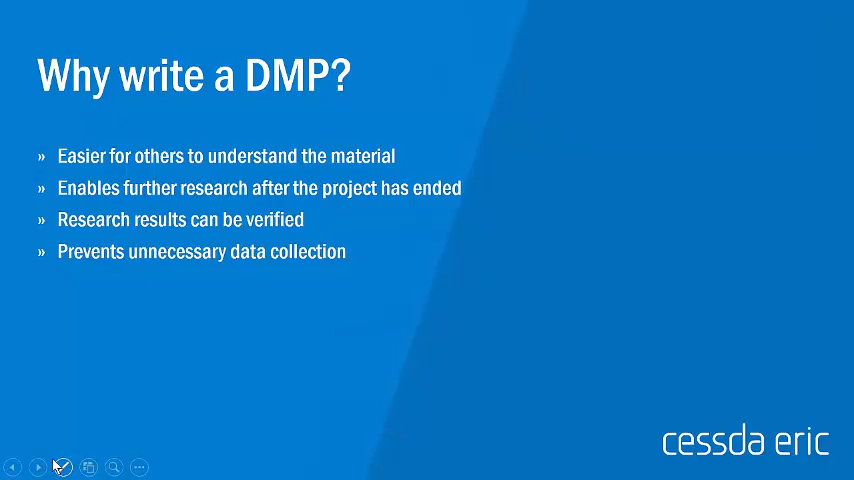 Why write a DMP?
» Easier for others to understand the material
» Enables further research after the project has ended
» Research results can be verified
» Prevents unnecessary data collection
cessda eric